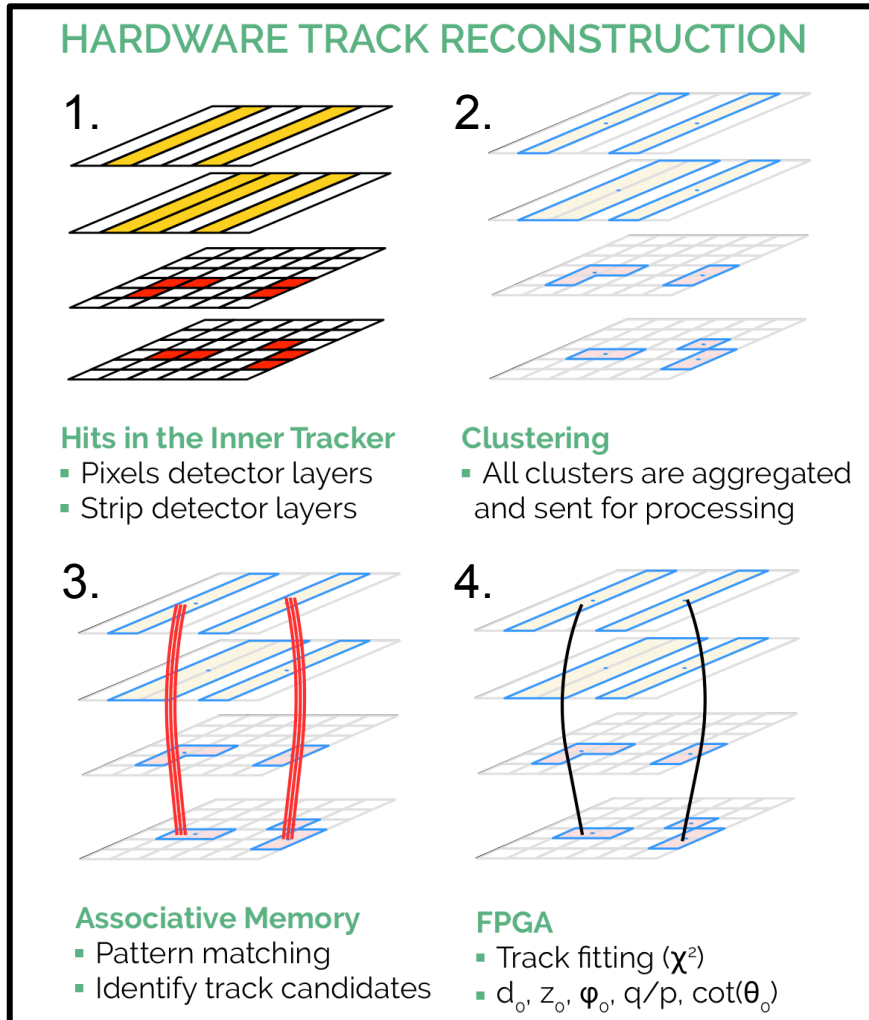 HARDWARE TRACK RECONSTRUCTION
1.
2.
Hits in the Inner Tracker
▪ Pixels detector layers
▪ Strip detector layers
Clustering
▪ All clusters are aggregated
and sent for processing
3.
4.
Associative Memory
▪ Pattern matching
▪ Identify track candidates
FPGA
▪ Track fitting (χ²)
▪ d₀, z₀, φ₀, q/p, cot(θ₀)